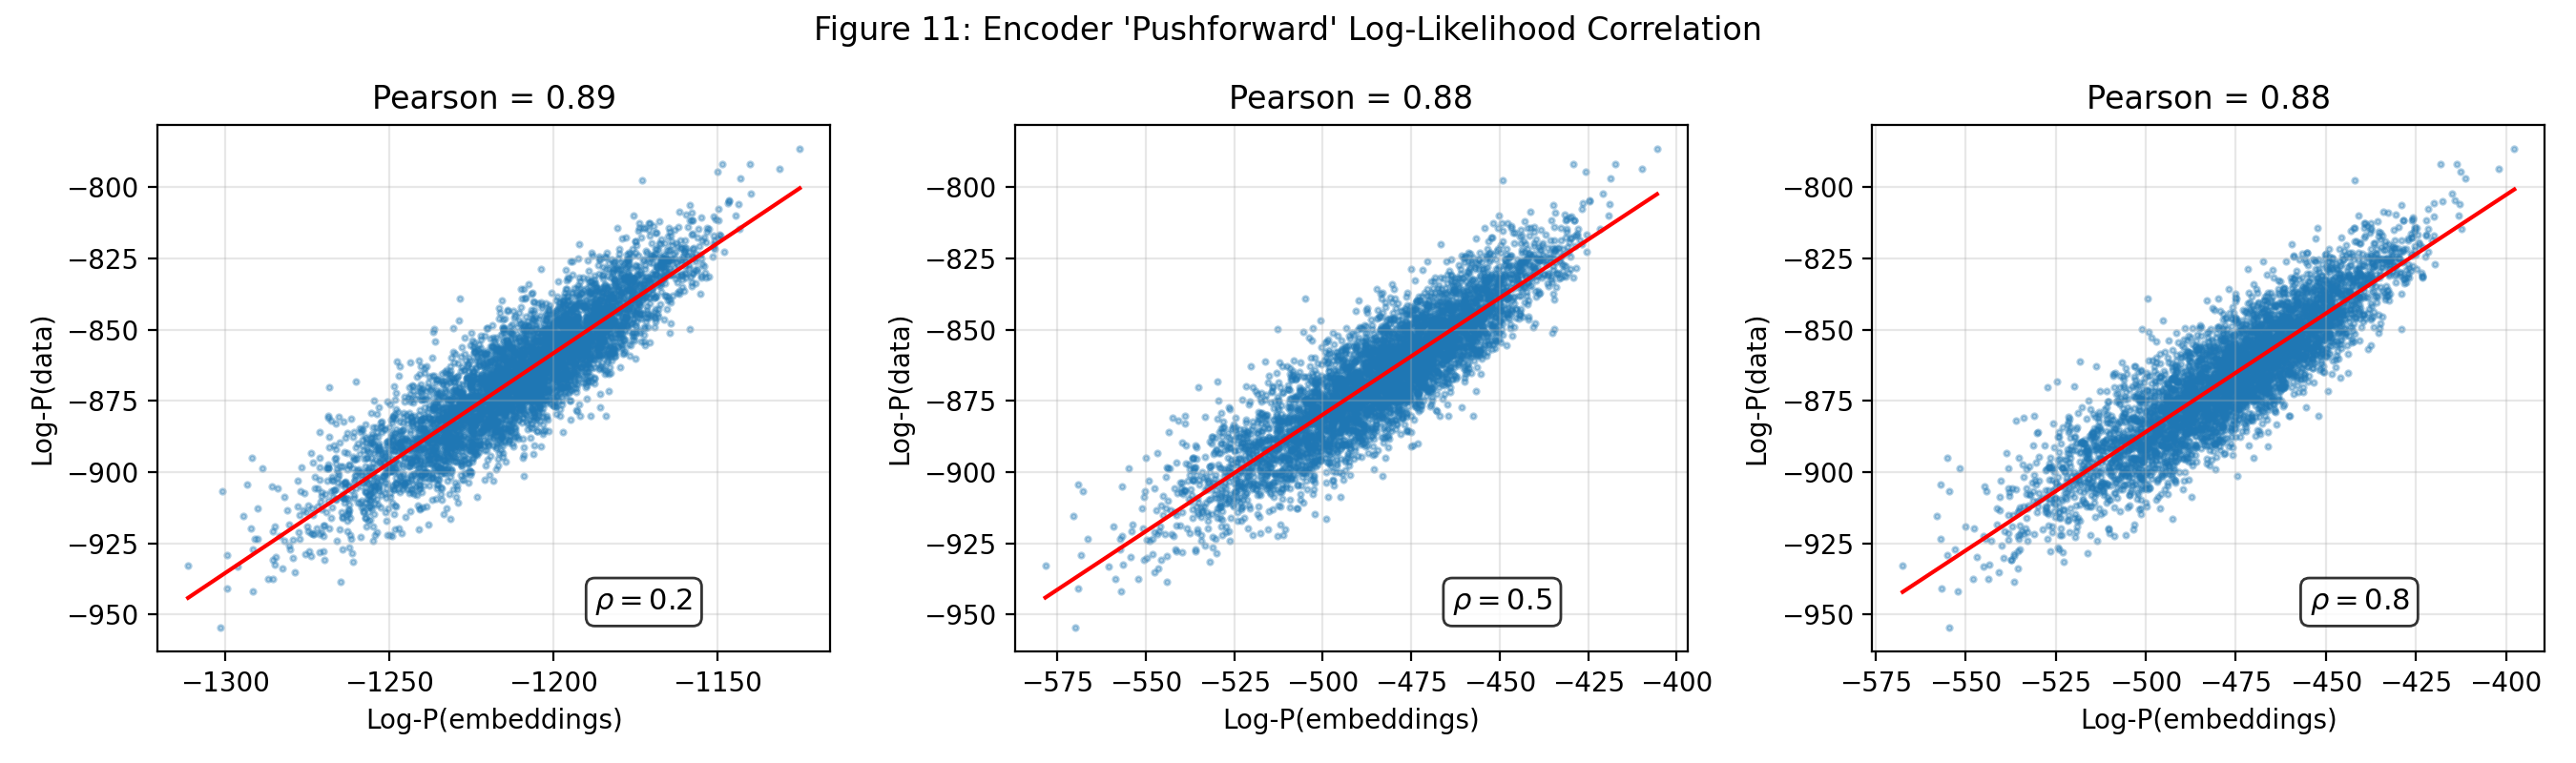 Figure 11: Encoder 'Pushforward' Log-Likelihood Correlation
Pearson = 0.89
−800
−825
−850
−875
−900
−925
−950
Log-P(data)
ρ = 0.2
−1300 −1250 −1200 −1150
Log-P(embeddings)
Pearson = 0.88
−800
−825
−850
−875
−900
−925
−950
Log-P(data)
ρ = 0.5
−575 −550 −525 −500 −475 −450 −425 −400
Log-P(embeddings)
Pearson = 0.88
−800
−825
−850
−875
−900
−925
−950
Log-P(data)
ρ = 0.8
−575 −550 −525 −500 −475 −450 −425 −400
Log-P(embeddings)